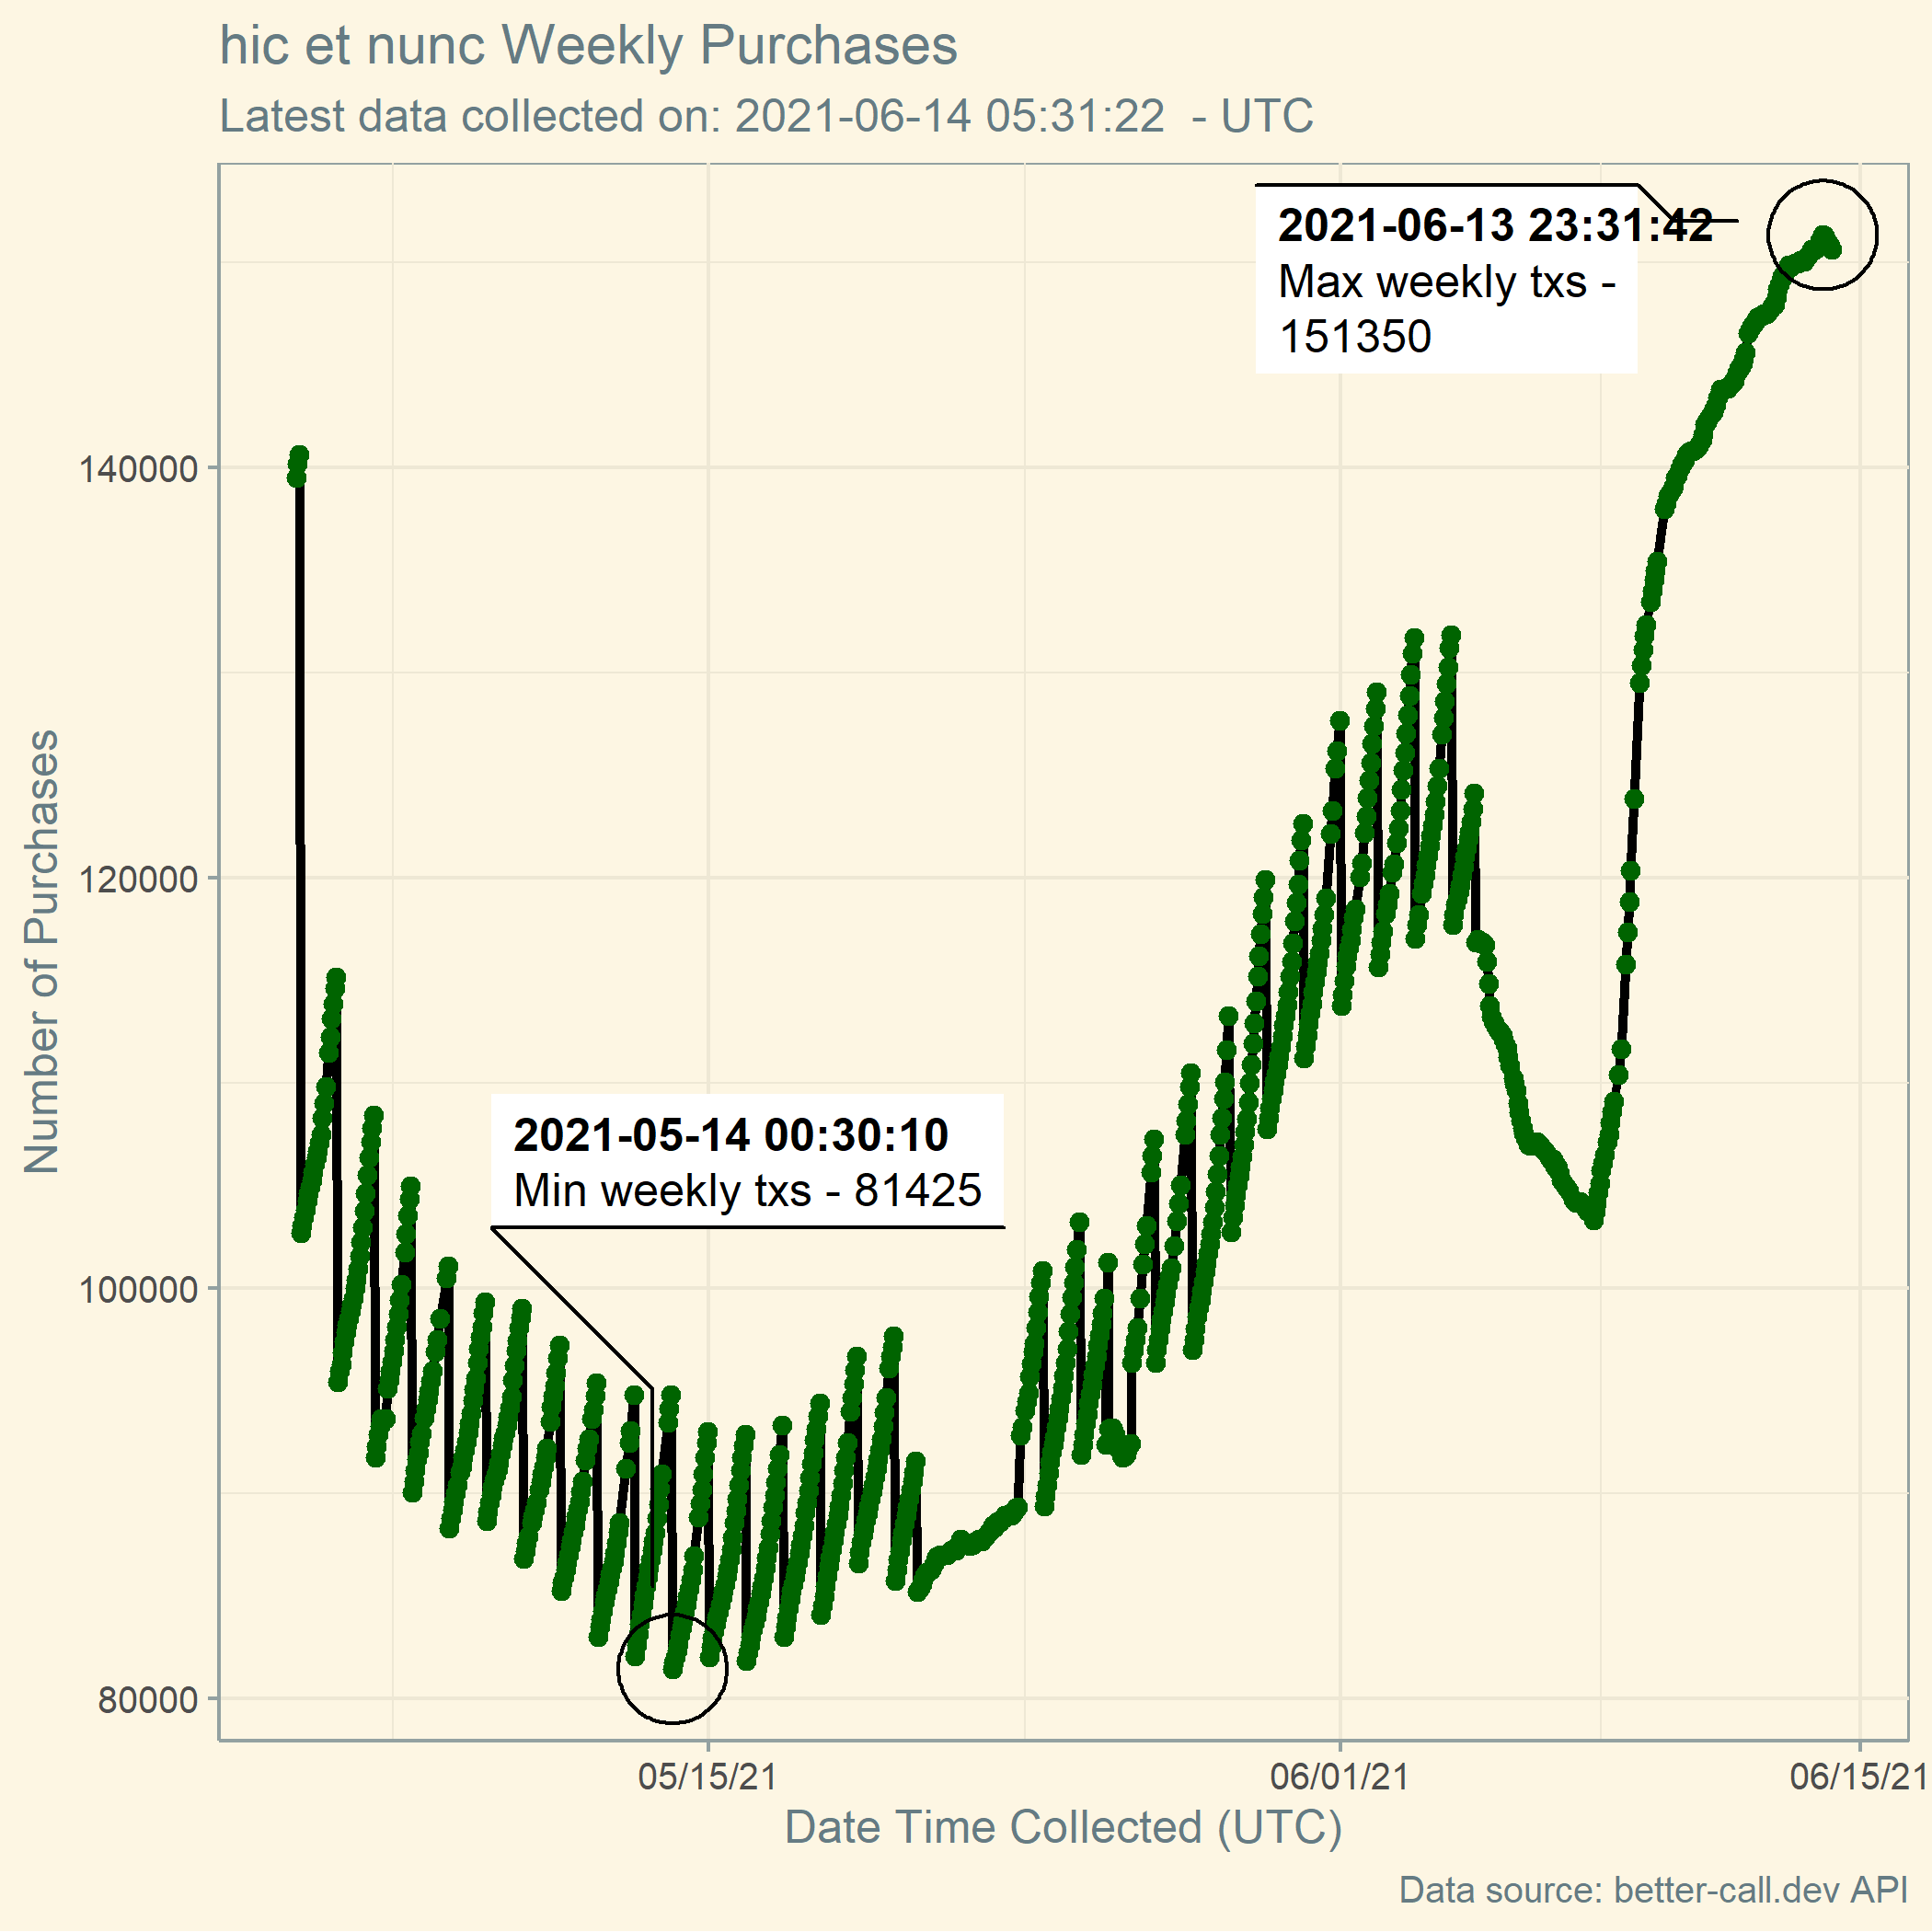 hic et nunc Weekly Purchases
Latest data collected on: 2021-06-14 05:31:22  - UTC
2021-06-13 23:31:42
Max weekly txs -
151350
140000
120000
100000
80000
Number of Purchases
2021-05-14 00:30:10
Min weekly txs - 81425
05/15/21
06/01/21
06/15/21
Date Time Collected (UTC)
Data source: better-call.dev API